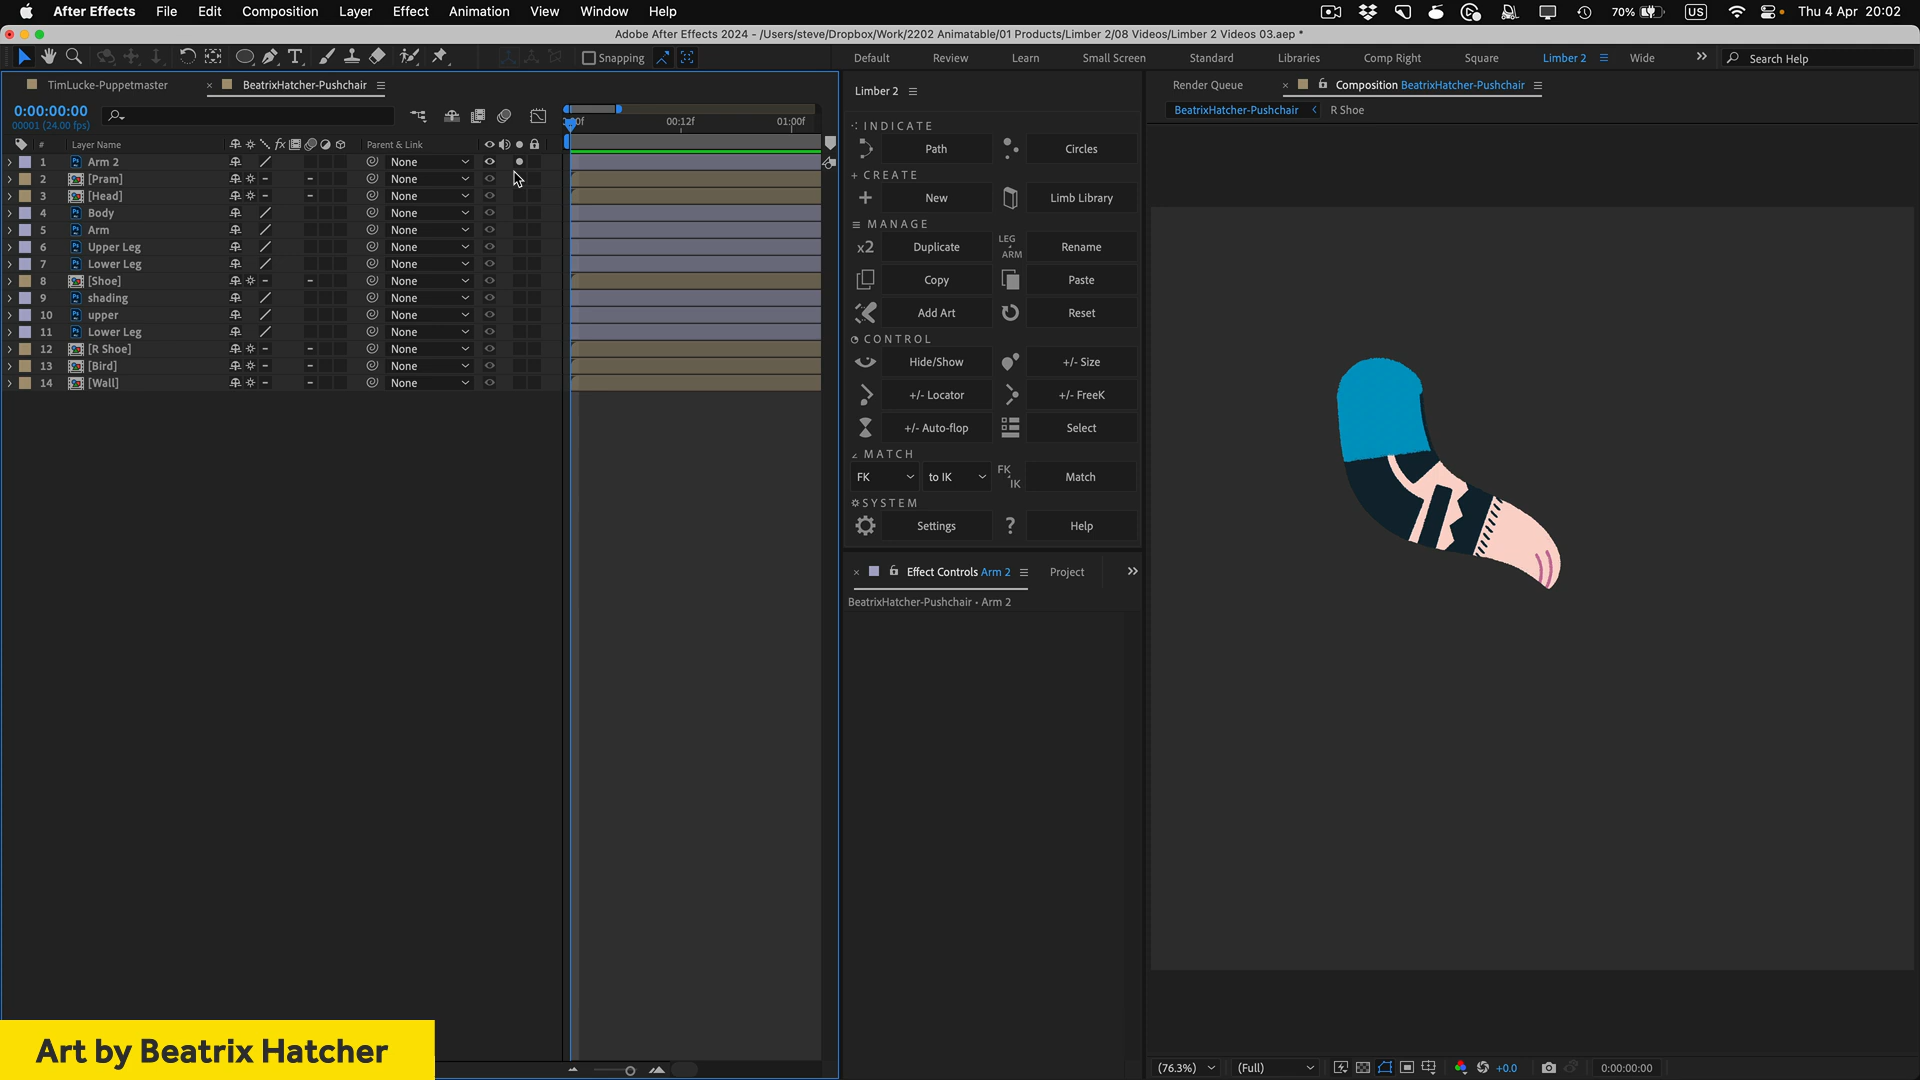 After Effects File Edit Composition Layer Effect Animation View Window Help 70% US Thu 4 Apr 20:02
Adobe After Effects 2024 - /Users/steve/Dropbox/Work/2202 Animatable/01 Products/Limber 2/08 Videos/Limber 2 Videos 03.aep *
Snapping Default Review Learn Small Screen Standard Libraries Comp Right Square Limber 2 Wide Search Help
TimLucke-Puppetmaster BeatrixHatcher-Pushchair
0:00:00:00
00001 (24.00 fps)
00:12f 01:00f
# Layer Name fx Parent & Link
1 Arm 2 None
2 [Pram] None
3 [Head] None
4 Body None
5 Arm None
6 Upper Leg None
7 Lower Leg None
8 [Shoe] None
9 shading None
10 upper None
11 Lower Leg None
12 [R Shoe] None
13 [Bird] None
14 [Wall] None
Limber 2
INDICATE
Path Circles
+ CREATE
New Limb Library
MANAGE
x2 Duplicate LEG ARM Rename
Copy Paste
Add Art Reset
CONTROL
Hide/Show +/- Size
+/- Locator +/- FreeK
+/- Auto-flop Select
MATCH
FK to IK FK IK Match
SYSTEM
Settings ? Help
Effect Controls Arm 2 Project
BeatrixHatcher-Pushchair • Arm 2
Render Queue Composition BeatrixHatcher-Pushchair
BeatrixHatcher-Pushchair R Shoe
(76.3%) (Full) +0.0 0:00:00:00
Art by Beatrix Hatcher